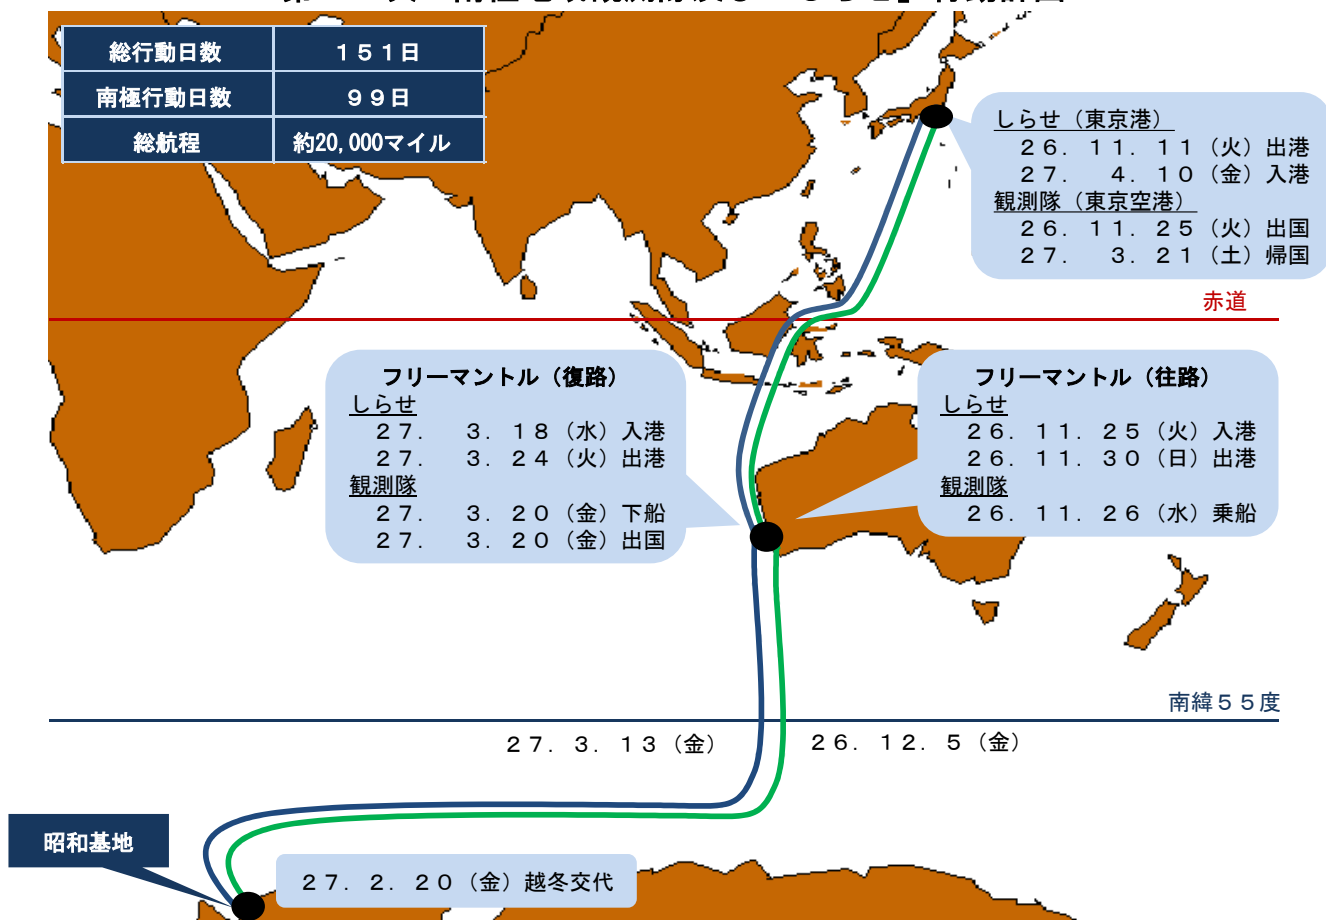 総行動日数 １５１日
南極行動日数 ９９日
総航程 約20,000マイル
しらせ（東京港）
２６．１１．１１（火）出港
２７．　４．１０（金）入港
観測隊（東京空港）
２６．１１．２５（火）出国
２７．　３．２１（土）帰国
赤道
フリーマントル（復路）
しらせ
２７．　３．１８（水）入港
２７．　３．２４（火）出港
観測隊
２７．　３．２０（金）下船
２７．　３．２０（金）出国
フリーマントル（往路）
しらせ
２６．１１．２５（火）入港
２６．１１．３０（日）出港
観測隊
２６．１１．２６（水）乗船
南緯５５度
２７．３．１３（金）
２６．１２．５（金）
昭和基地
２７．２．２０（金）越冬交代